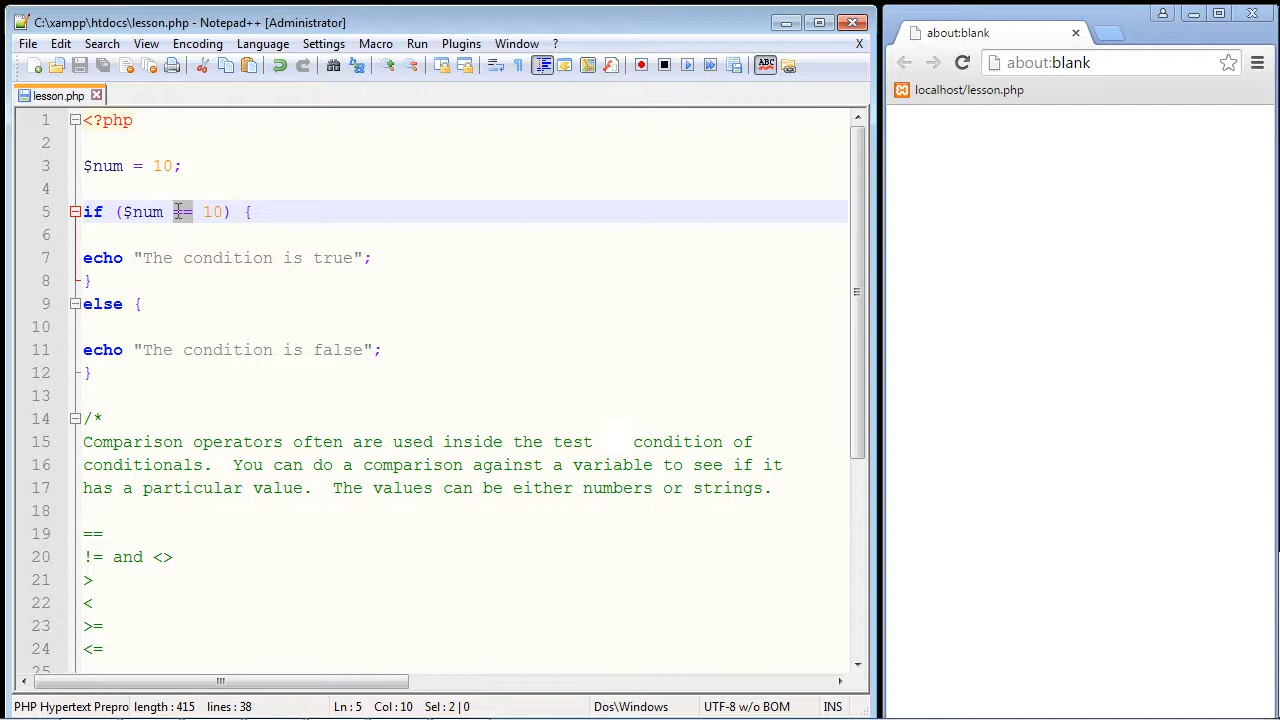 C:\xampp\htdocs\lesson.php - Notepad++ [Administrator]
File Edit Search View Encoding Language Settings Macro Run Plugins Window ? X
lesson.php
1 <?php
2
3 $num = 10;
4
5 if ($num == 10) {
6
7 echo "The condition is true";
8 }
9 else {
10
11 echo "The condition is false";
12 }
13
14 /*
15 Comparison operators often are used inside the test condition of
16 conditionals. You can do a comparison against a variable to see if it
17 has a particular value. The values can be either numbers or strings.
18
19 ==
20 != and <>
21 >
22 <
23 >=
24 <=
25
PHP Hypertext Prepro length : 415 lines : 38 Ln : 5 Col : 10 Sel : 2 | 0 Dos\Windows UTF-8 w/o BOM INS
about:blank
about:blank
localhost/lesson.php